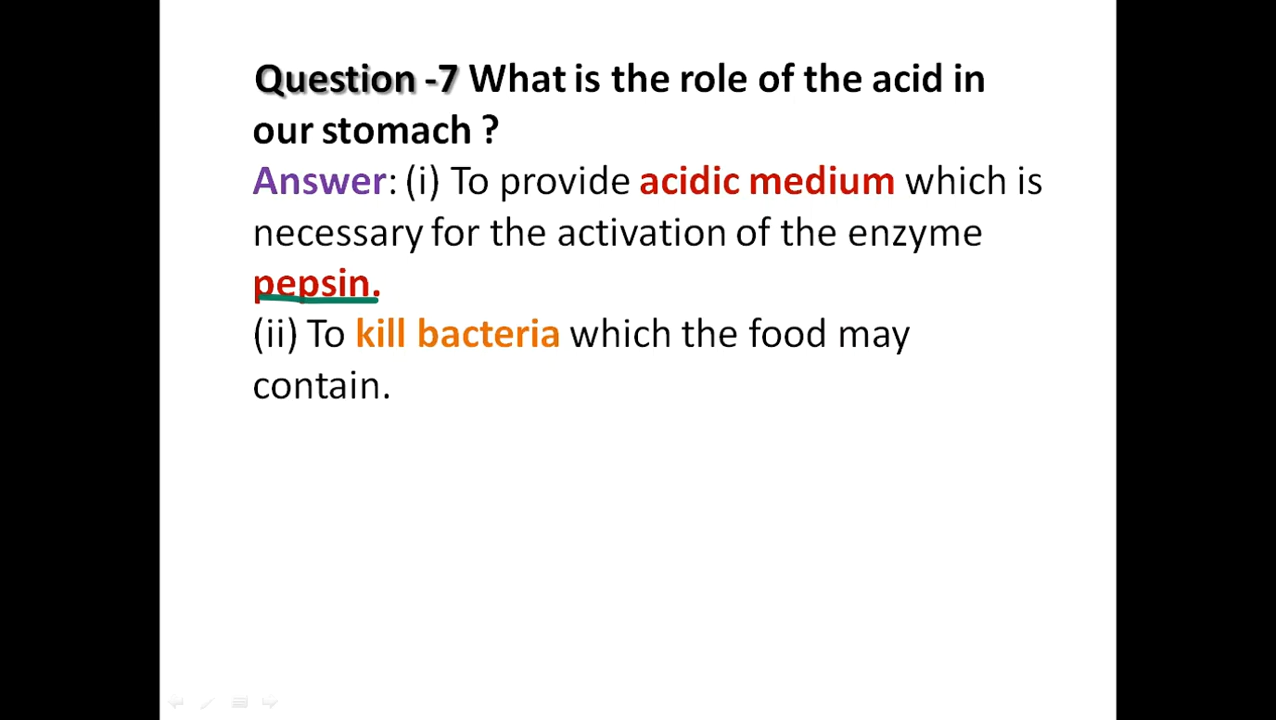 Question -7 What is the role of the acid in
our stomach ?
Answer: (i) To provide acidic medium which is
necessary for the activation of the enzyme
pepsin.
(ii) To kill bacteria which the food may
contain.